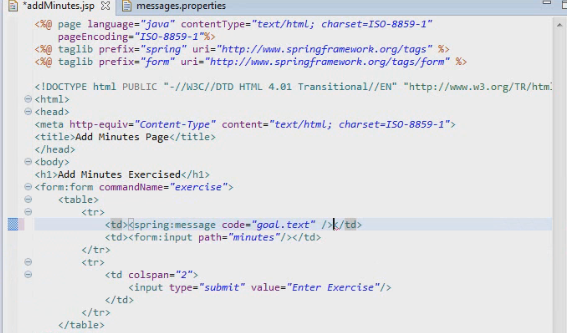 *addMinutes.jsp messages.properties
<%@ page language="java" contentType="text/html; charset=ISO-8859-1"
pageEncoding="ISO-8859-1"%>
<%@ taglib prefix="spring" uri="http://www.springframework.org/tags" %>
<%@ taglib prefix="form" uri="http://www.springframework.org/tags/form" %>
<!DOCTYPE html PUBLIC "-//W3C//DTD HTML 4.01 Transitional//EN" "http://www.w3.org/TR/html
<html>
<head>
<meta http-equiv="Content-Type" content="text/html; charset=ISO-8859-1">
<title>Add Minutes Page</title>
</head>
<body>
<h1>Add Minutes Exercised</h1>
<form:form commandName="exercise">
<table>
<tr>
<td><spring:message code="goal.text" /></td>
<td><form:input path="minutes"/></td>
</tr>
<tr>
<td colspan="2">
<input type="submit" value="Enter Exercise"/>
</td>
</tr>
</table>